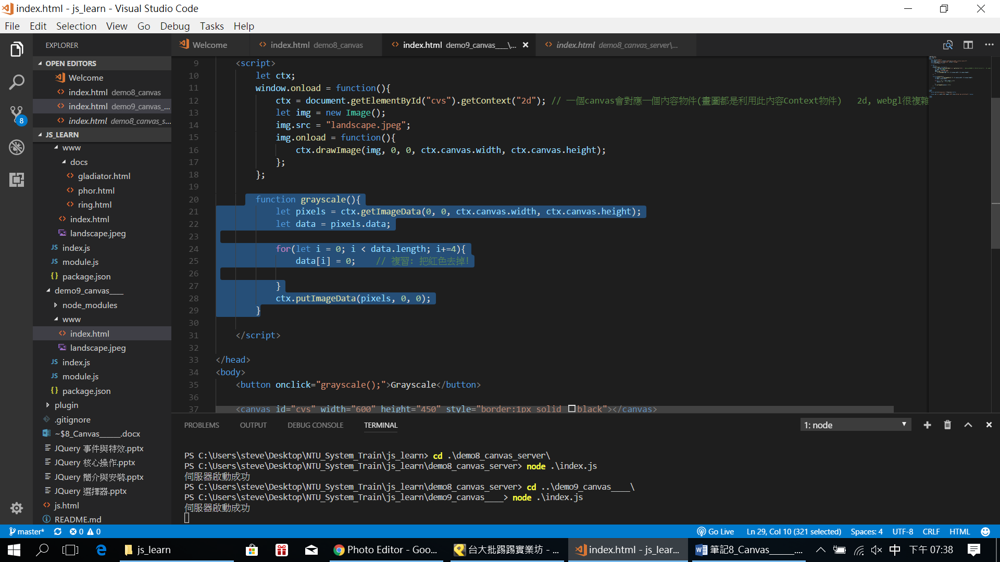 index.html - js_learn - Visual Studio Code
File Edit Selection View Go Debug Tasks Help
EXPLORER
OPEN EDITORS
Welcome
index.html demo8_canvas
index.html demo9_canvas_...
index.html demo8_canvas_s...
JS_LEARN
www
docs
gladiator.html
phor.html
ring.html
index.html
landscape.jpeg
JS index.js
JS module.js
{} package.json
demo9_canvas____
node_modules
www
index.html
landscape.jpeg
JS index.js
JS module.js
{} package.json
plugin
.gitignore
~$8_Canvas_____.docx
JQuery 事件與特效.pptx
JQuery 核心操作.pptx
JQuery 簡介與安裝.pptx
JQuery 選擇器.pptx
js.html
README.md
8
Welcome
index.html demo8_canvas
index.html demo9_canvas___\...
index.html demo8_canvas_server\...
9 <script>
10 let ctx;
11 window.onload = function(){
12 ctx = document.getElementById("cvs").getContext("2d"); // 一個canvas會對應一個內容物件(畫圖都是利用此內容Context物件) 2d, webgl很複雜
13 let img = new Image();
14 img.src = "landscape.jpeg";
15 img.onload = function(){
16 ctx.drawImage(img, 0, 0, ctx.canvas.width, ctx.canvas.height);
17 };
18 };
19
20 function grayscale(){
21 let pixels = ctx.getImageData(0, 0, ctx.canvas.width, ctx.canvas.height);
22 let data = pixels.data;
23
24 for(let i = 0; i < data.length; i+=4){
25 data[i] = 0; // 複習: 把紅色去掉!
26
27 }
28 ctx.putImageData(pixels, 0, 0);
29 }
30
31 </script>
32
33 </head>
34 <body>
35 <button onclick="grayscale();">Grayscale</button>
36
37 <canvas id="cvs" width="600" height="450" style="border:1px solid black"></canvas>
PROBLEMS OUTPUT DEBUG CONSOLE TERMINAL
1: node
PS C:\Users\steve\Desktop\NTU_System_Train\js_learn> cd .\demo8_canvas_server\
PS C:\Users\steve\Desktop\NTU_System_Train\js_learn\demo8_canvas_server> node .\index.js
伺服器啟動成功
PS C:\Users\steve\Desktop\NTU_System_Train\js_learn\demo8_canvas_server> cd ..\demo9_canvas____\
PS C:\Users\steve\Desktop\NTU_System_Train\js_learn\demo9_canvas____> node .\index.js
伺服器啟動成功
master* 0 0
Go Live Ln 29, Col 10 (321 selected) Spaces: 4 UTF-8 CRLF HTML
js_learn
Photo Editor - Goo...
台大批踢踢實業坊 - ...
index.html - js_lear...
筆記8_Canvas_____....
中 下午 07:38